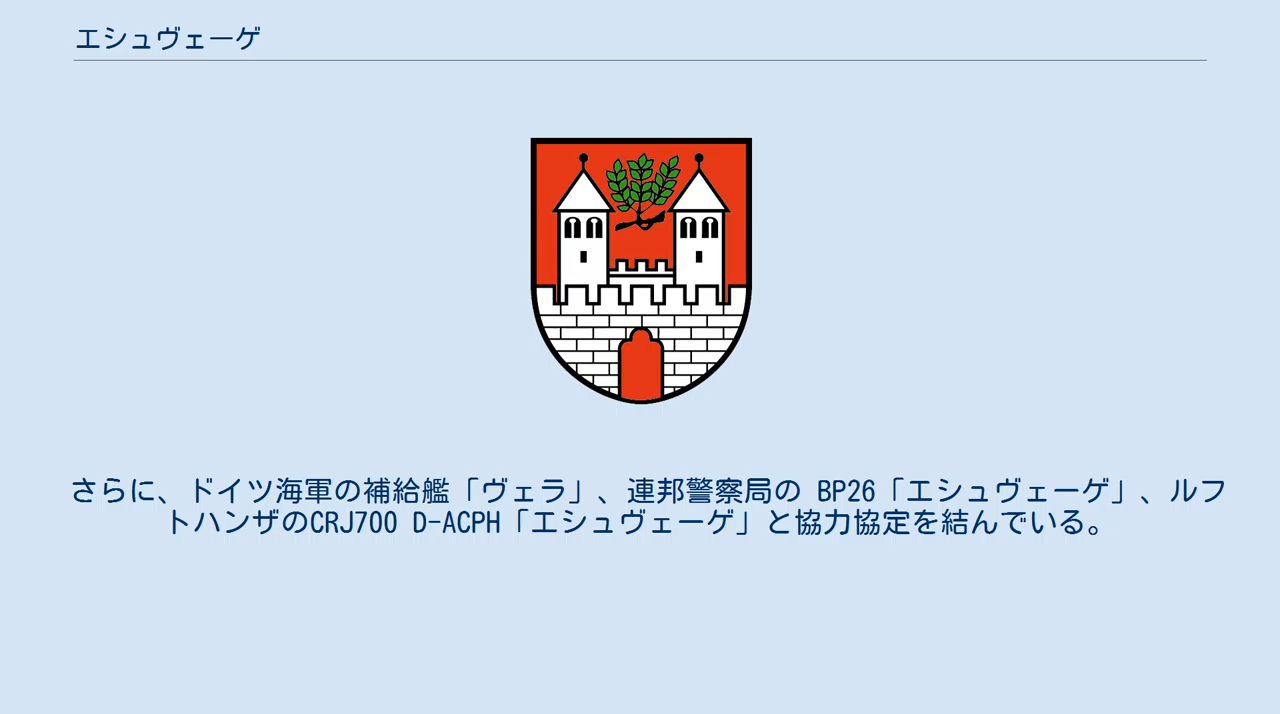 エシュヴェーゲ
さらに、ドイツ海軍の補給艦「ヴェラ」、連邦警察局の BP26「エシュヴェーゲ」、ルフ
トハンザのCRJ700 D-ACPH「エシュヴェーゲ」と協力協定を結んでいる。